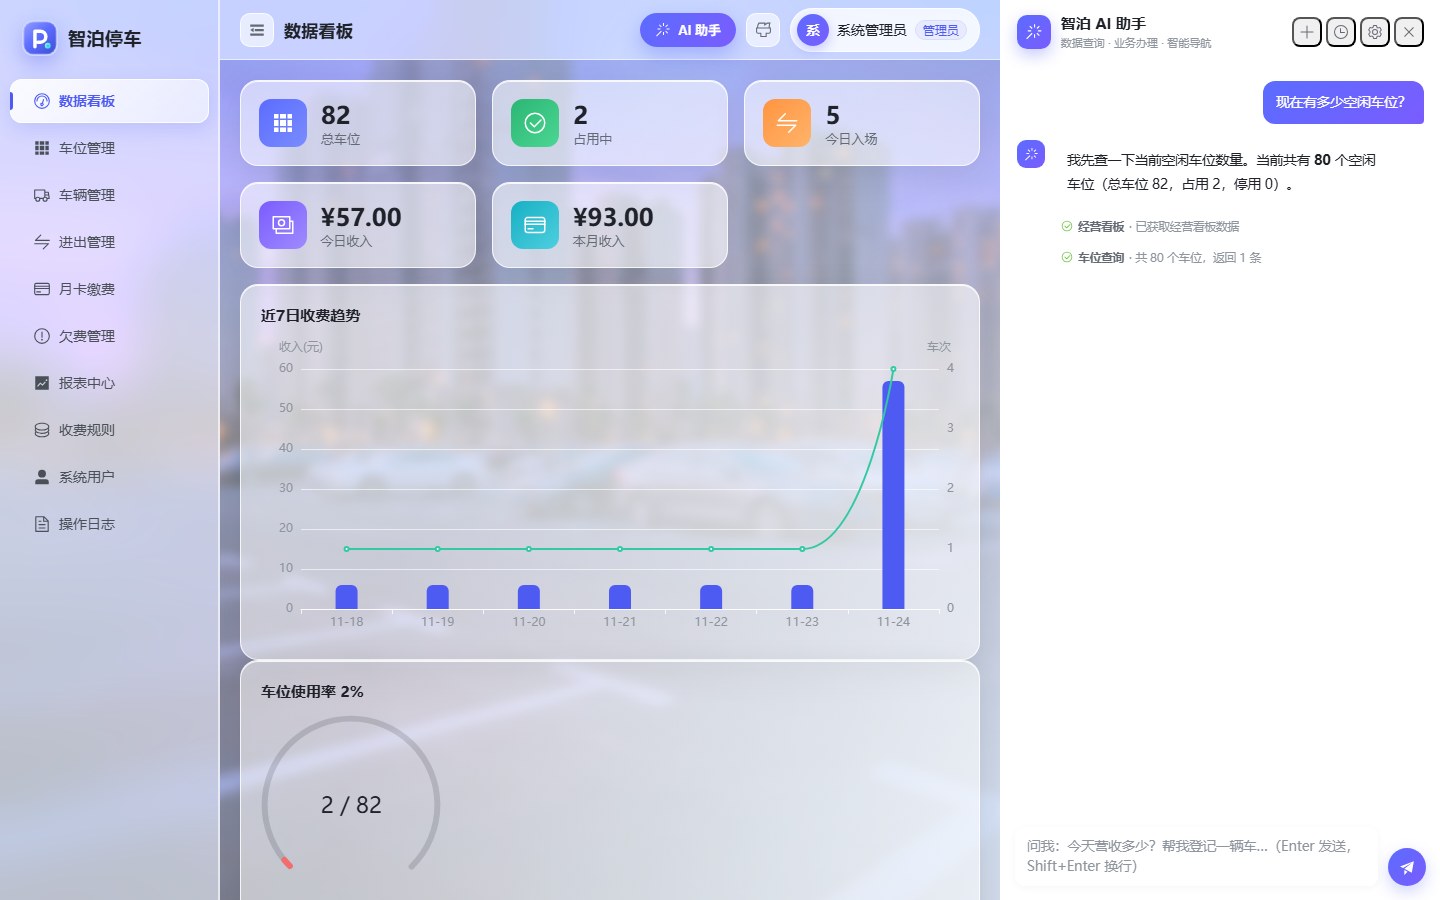 智泊停车
数据看板
车位管理
车辆管理
进出管理
月卡缴费
欠费管理
报表中心
收费规则
系统用户
操作日志
数据看板
AI 助手
系
系统管理员
管理员
82
总车位
2
占用中
5
今日入场
¥57.00
今日收入
¥93.00
本月收入
近7日收费趋势
收入(元)
车次
60
50
40
30
20
10
0
4
3
2
1
0
11-18
11-19
11-20
11-21
11-22
11-23
11-24
车位使用率 2%
2 / 82
智泊 AI 助手
数据查询 · 业务办理 · 智能导航
现在有多少空闲车位？
我先查一下当前空闲车位数量。当前共有 80 个空闲
车位（总车位 82，占用 2，停用 0）。
经营看板 · 已获取经营看板数据
车位查询 · 共 80 个车位，返回 1 条
问我：今天营收多少？帮我登记一辆车...（Enter 发送，
Shift+Enter 换行）